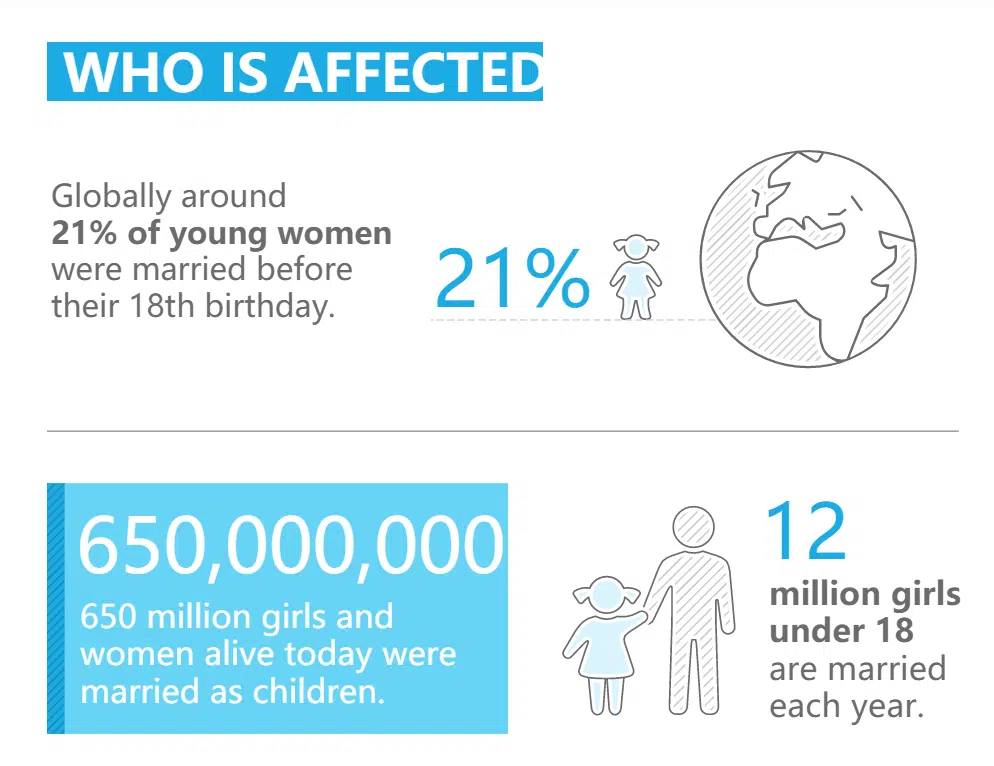 WHO IS AFFECTED
Globally around
21% of young women
were married before
their 18th birthday.
21%
650,000,000
650 million girls and
women alive today were
married as children.
12
million girls
under 18
are married
each year.